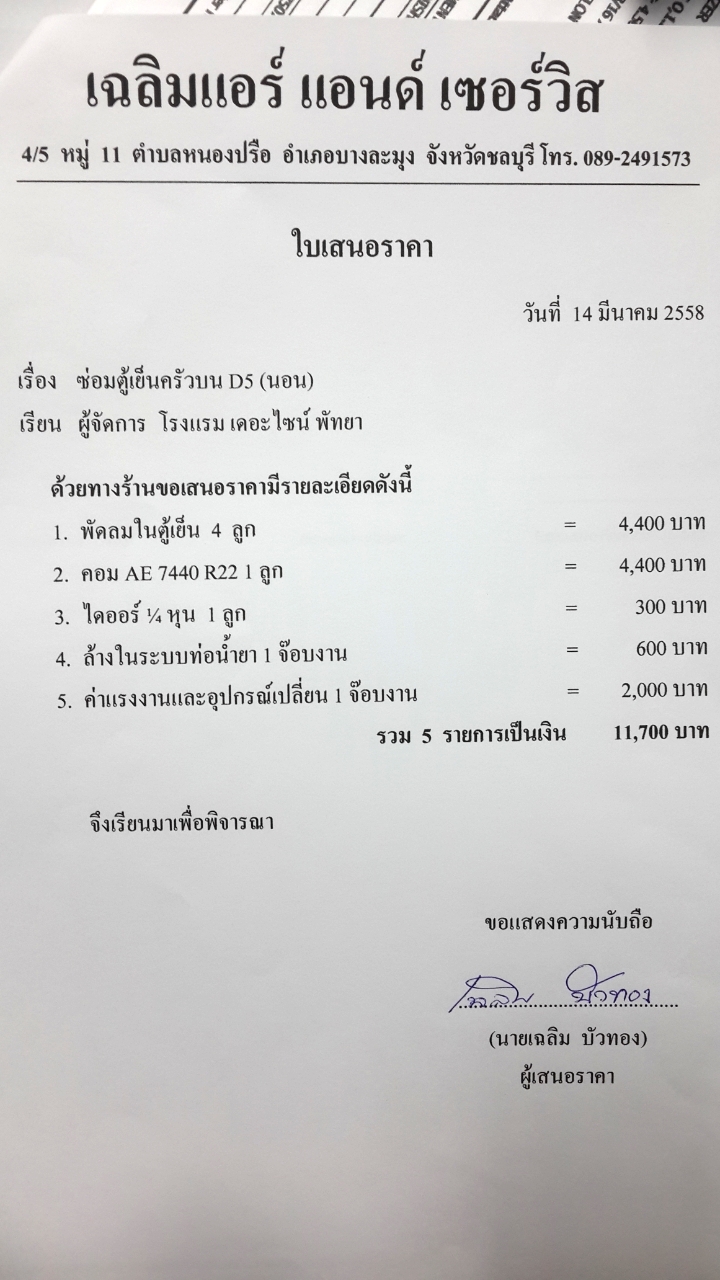 เฉลิมแอร์ แอนด์ เซอร์วิส
4/5 หมู่ 11 ตำบลหนองปรือ อำเภอบางละมุง จังหวัดชลบุรี โทร. 089-2491573
ใบเสนอราคา
วันที่ 14 มีนาคม 2558
เรื่อง ซ่อมตู้เย็นครัวบน D5 (นอน)
เรียน ผู้จัดการ โรงแรม เดอะไซน์ พัทยา
ด้วยทางร้านขอเสนอราคามีรายละเอียดดังนี้
1. พัดลมในตู้เย็น 4 ลูก = 4,400 บาท
2. คอม AE 7440 R22 1 ลูก = 4,400 บาท
3. ไดออร์ ¼ หุน 1 ลูก = 300 บาท
4. ล้างในระบบท่อน้ำยา 1 จ๊อบงาน = 600 บาท
5. ค่าแรงงานและอุปกรณ์เปลี่ยน 1 จ๊อบงาน = 2,000 บาท
รวม 5 รายการเป็นเงิน 11,700 บาท
จึงเรียนมาเพื่อพิจารณา
ขอแสดงความนับถือ
เฉลิม บัวทอง
(นายเฉลิม บัวทอง)
ผู้เสนอราคา